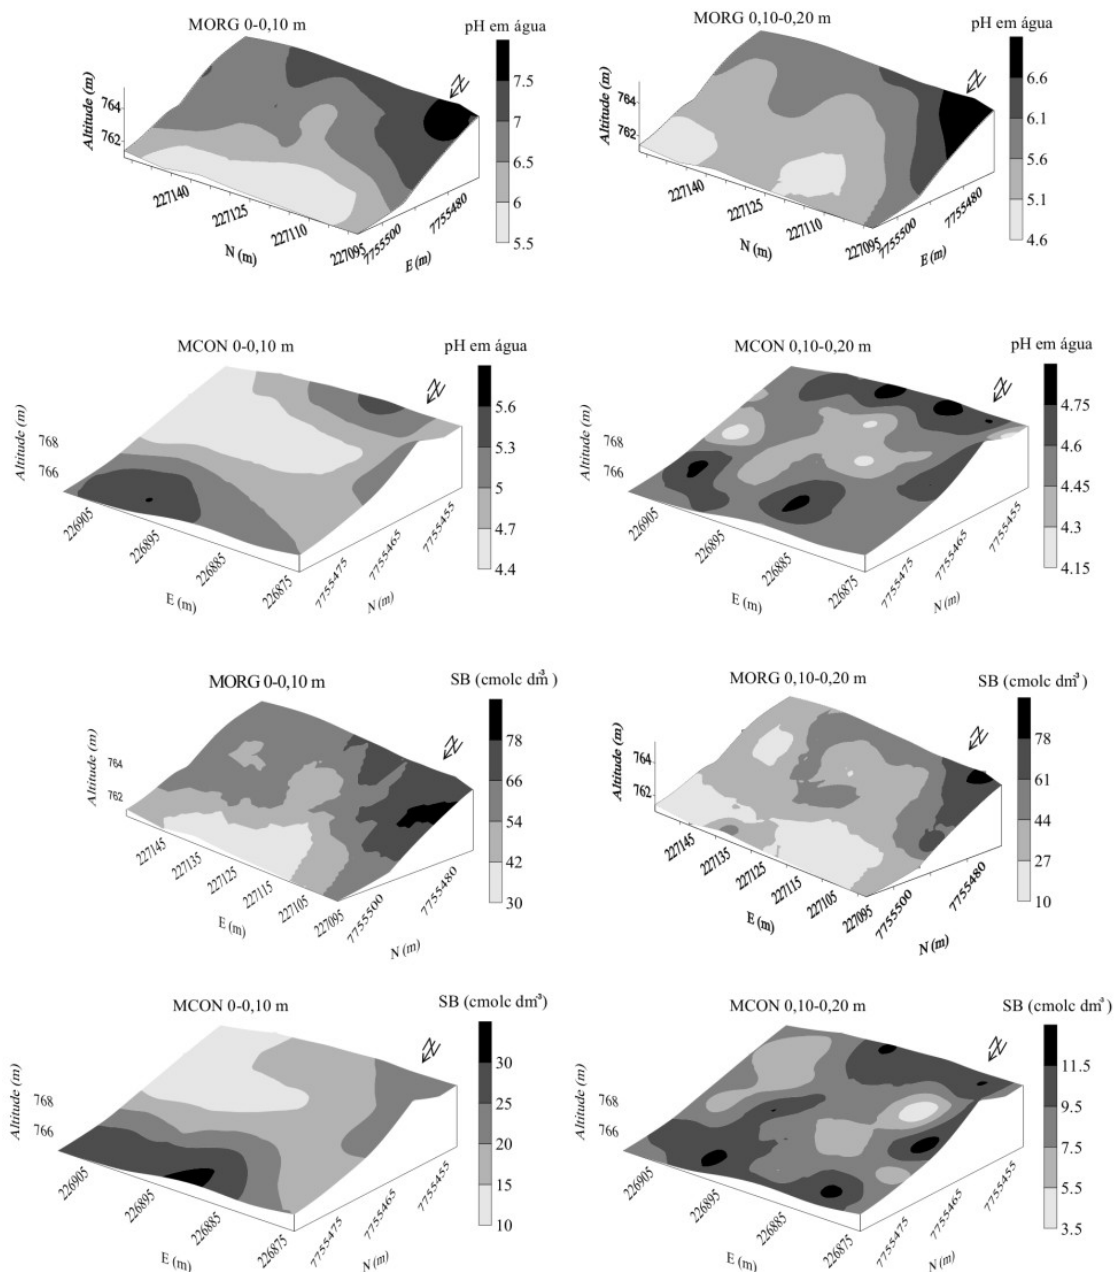 MORG 0-0,10 m
pH em água
Altitude (m)
764
762
7.5
7
6.5
6
5.5
227140
227125
227110
227095
7755500
7755480
N (m)
E (m)
Z
MORG 0,10-0,20 m
pH em água
Altitude (m)
764
762
6.6
6.1
5.6
5.1
4.6
227140
227125
227110
227095
7755500
7755480
N (m)
E (m)
Z
MCON 0-0,10 m
pH em água
Altitude (m)
768
766
5.6
5.3
5
4.7
4.4
226905
226895
226885
226875
7755475
7755465
7755455
E (m)
N (m)
Z
MCON 0,10-0,20 m
pH em água
Altitude (m)
768
766
4.75
4.6
4.45
4.3
4.15
226905
226895
226885
226875
7755475
7755465
7755455
E (m)
N (m)
Z
MORG 0-0,10 m
SB (cmolc dm⁻³)
Altitude (m)
764
762
78
66
54
42
30
227145
227135
227125
227115
227105
227095
7755500
7755480
E (m)
N (m)
Z
MORG 0,10-0,20 m
SB (cmolc dm⁻³)
Altitude (m)
764
762
78
61
44
27
10
227145
227135
227125
227115
227105
227095
7755500
7755480
E (m)
N (m)
Z
MCON 0-0,10 m
SB (cmolc dm⁻³)
Altitude (m)
768
766
30
25
20
15
10
226905
226895
226885
226875
7755475
7755465
7755455
E (m)
N (m)
Z
MCON 0,10-0,20 m
SB (cmolc dm⁻³)
Altitude (m)
768
766
11.5
9.5
7.5
5.5
3.5
226905
226895
226885
226875
7755475
7755465
7755455
E (m)
N (m)
Z